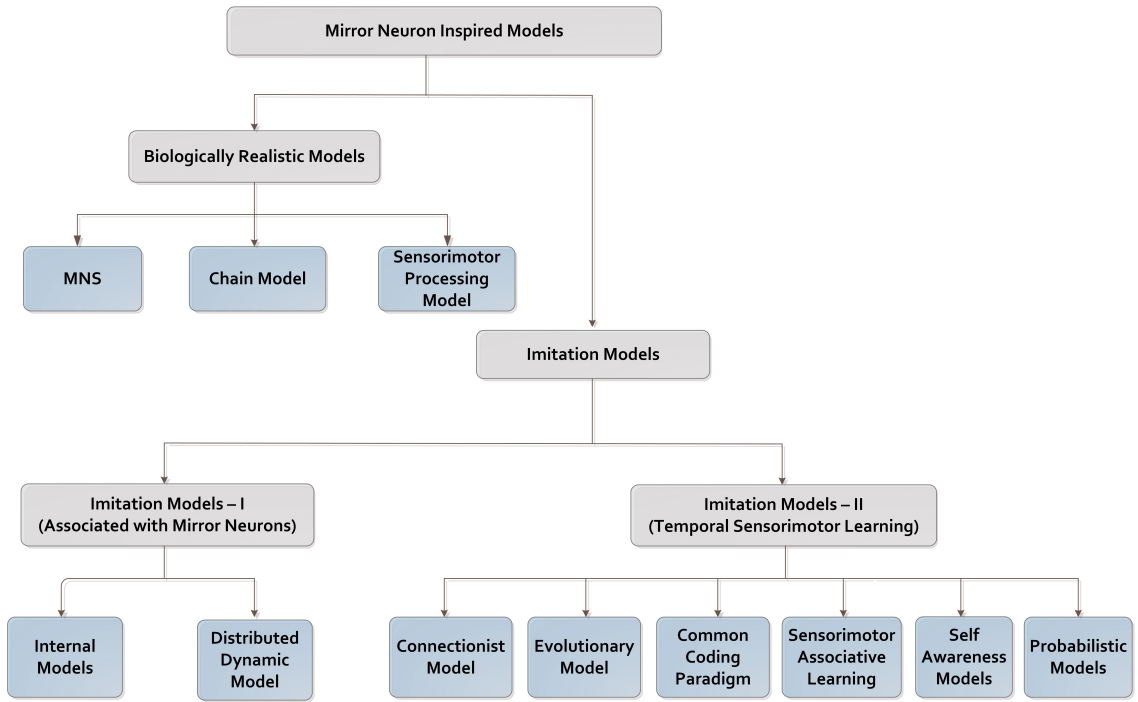 Mirror Neuron Inspired Models
Biologically Realistic Models
MNS
Chain Model
Sensorimotor
Processing
Model
Imitation Models
Imitation Models – I
(Associated with Mirror Neurons)
Imitation Models – II
(Temporal Sensorimotor Learning)
Internal
Models
Distributed
Dynamic
Model
Connectionist
Model
Evolutionary
Model
Common
Coding
Paradigm
Sensorimotor
Associative
Learning
Self
Awareness
Models
Probabilistic
Models